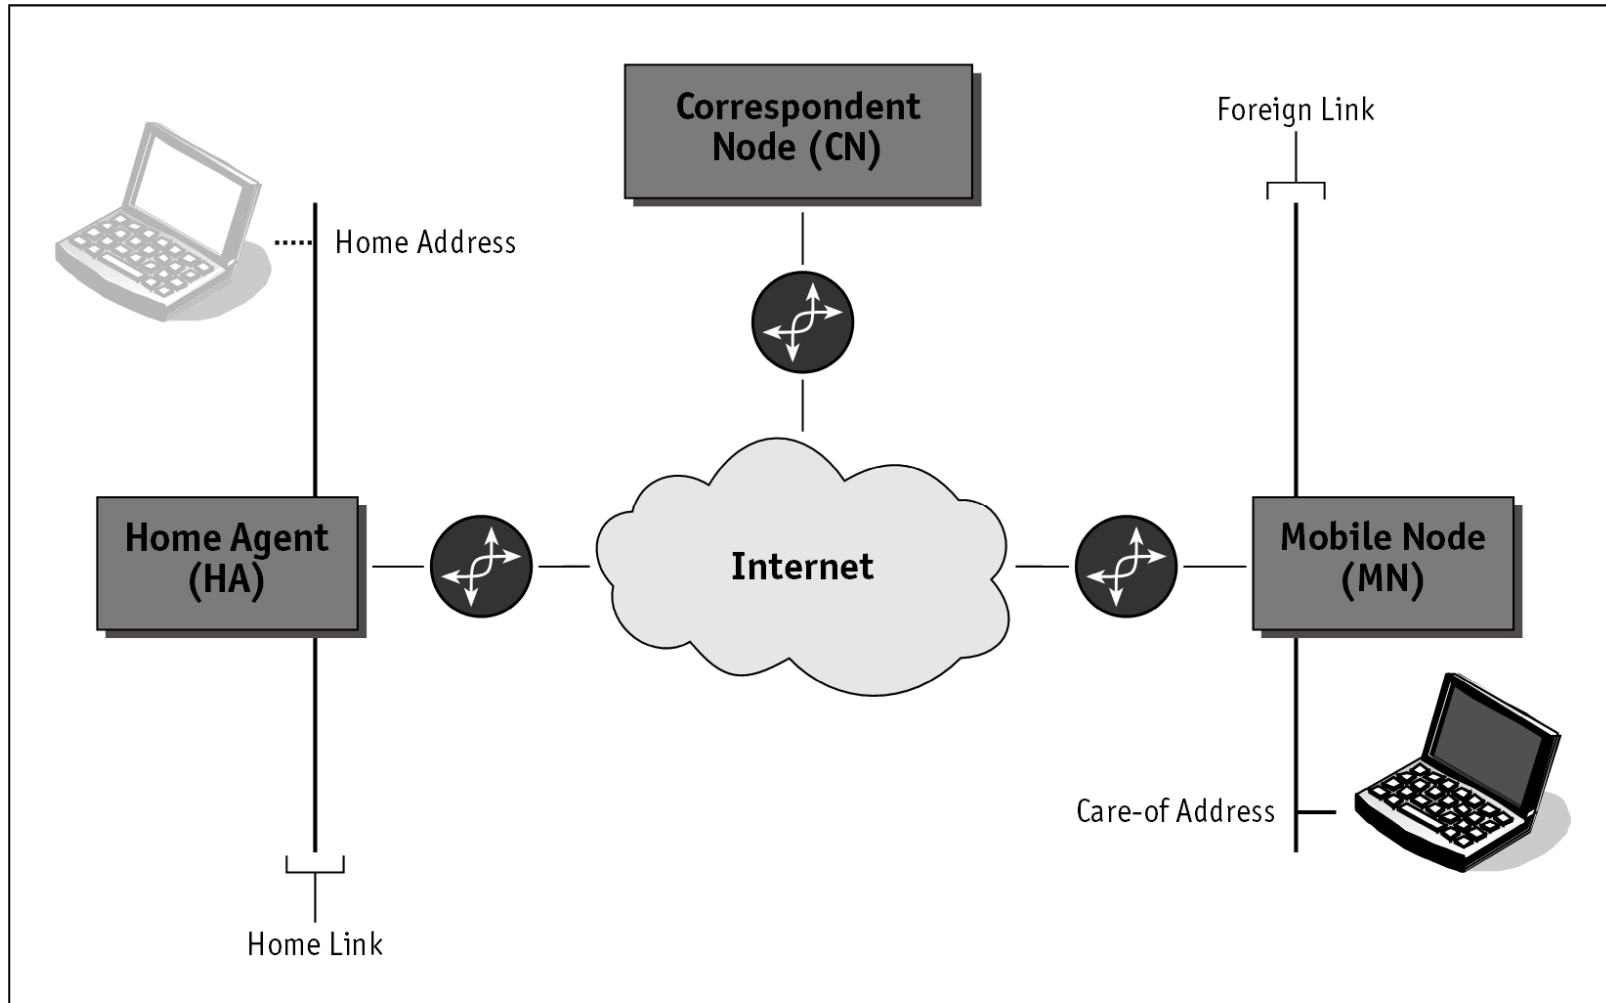 Correspondent
Node (CN)
Foreign Link
Home Address
Home Agent
(HA)
Internet
Mobile Node
(MN)
Care-of Address
Home Link